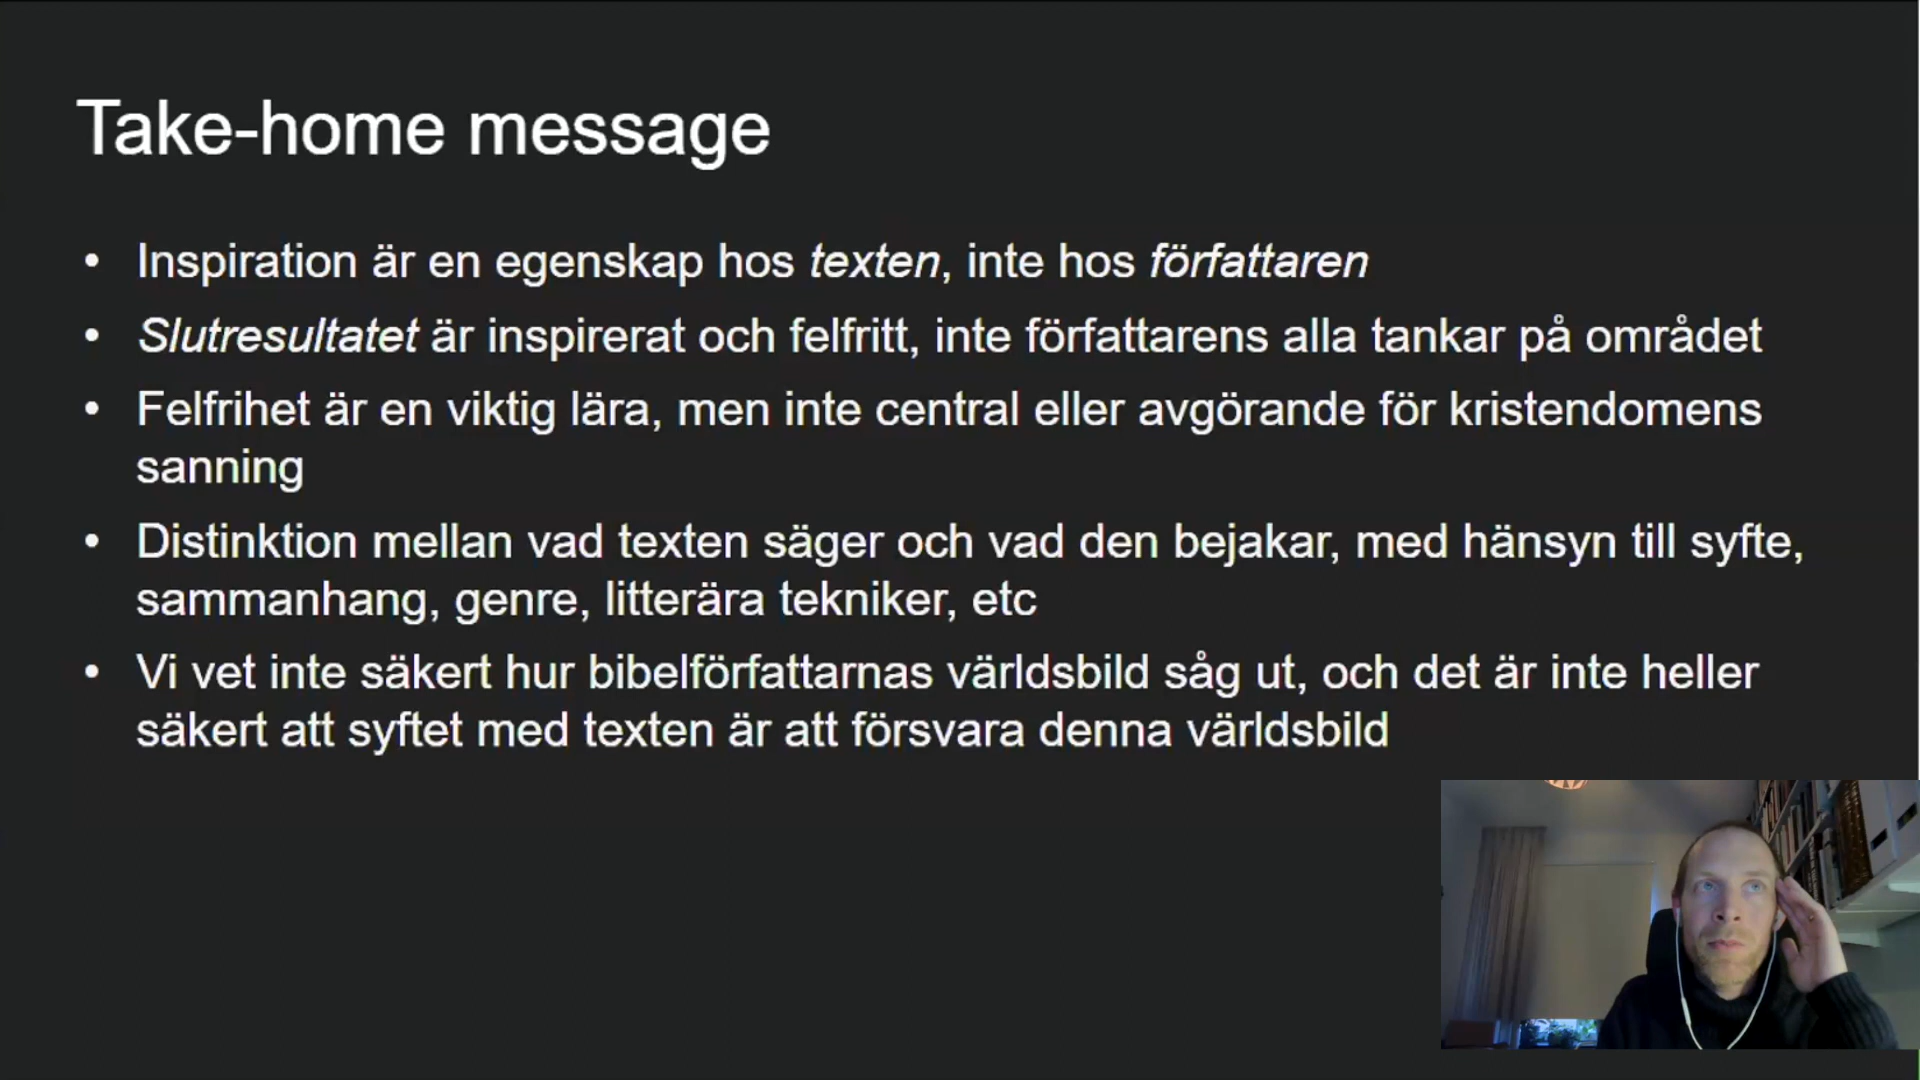 Take-home message
• Inspiration är en egenskap hos texten, inte hos författaren
• Slutresultatet är inspirerat och felfritt, inte författarens alla tankar på området
• Felfrihet är en viktig lära, men inte central eller avgörande för kristendomens
sanning
• Distinktion mellan vad texten säger och vad den bejakar, med hänsyn till syfte,
sammanhang, genre, litterära tekniker, etc
• Vi vet inte säkert hur bibelförfattarnas världsbild såg ut, och det är inte heller
säkert att syftet med texten är att försvara denna världsbild